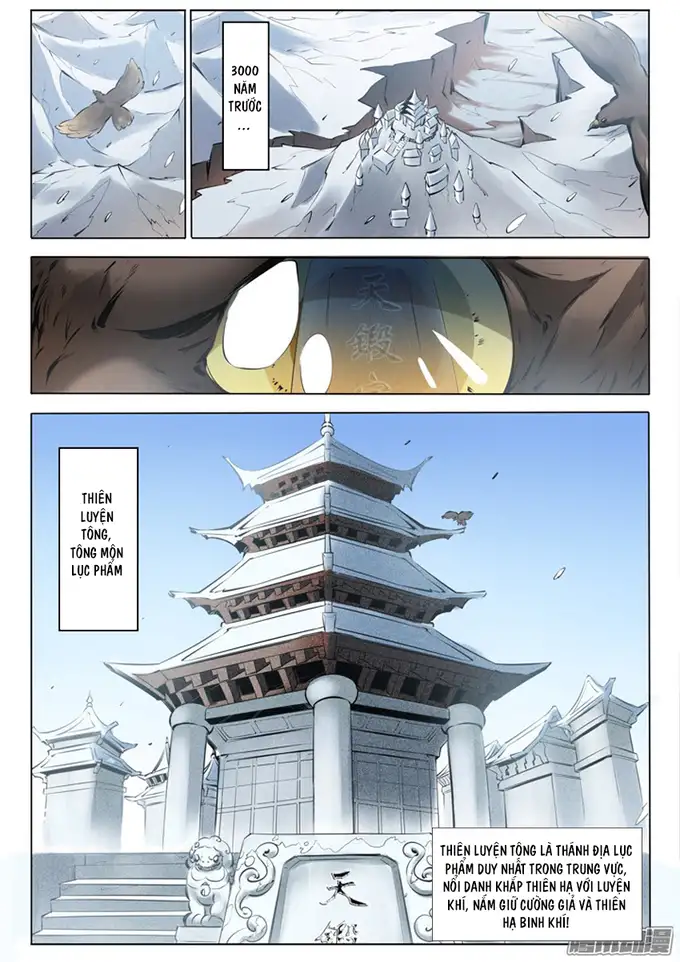 3000
NĂM
TRƯỚC
...
天
鍛
THIÊN
LUYỆN
TÔNG,
TÔNG MÔN
LỤC PHẨM
天
THIÊN LUYỆN TÔNG LÀ THÁNH ĐỊA LỤC
PHẨM DUY NHẤT TRONG TRUNG VỰC,
NỔI DANH KHẮP THIÊN HẠ VỚI LUYỆN
KHÍ, NẮM GIỮ CƯỜNG GIẢ VÀ THIÊN
HẠ BINH KHÍ!